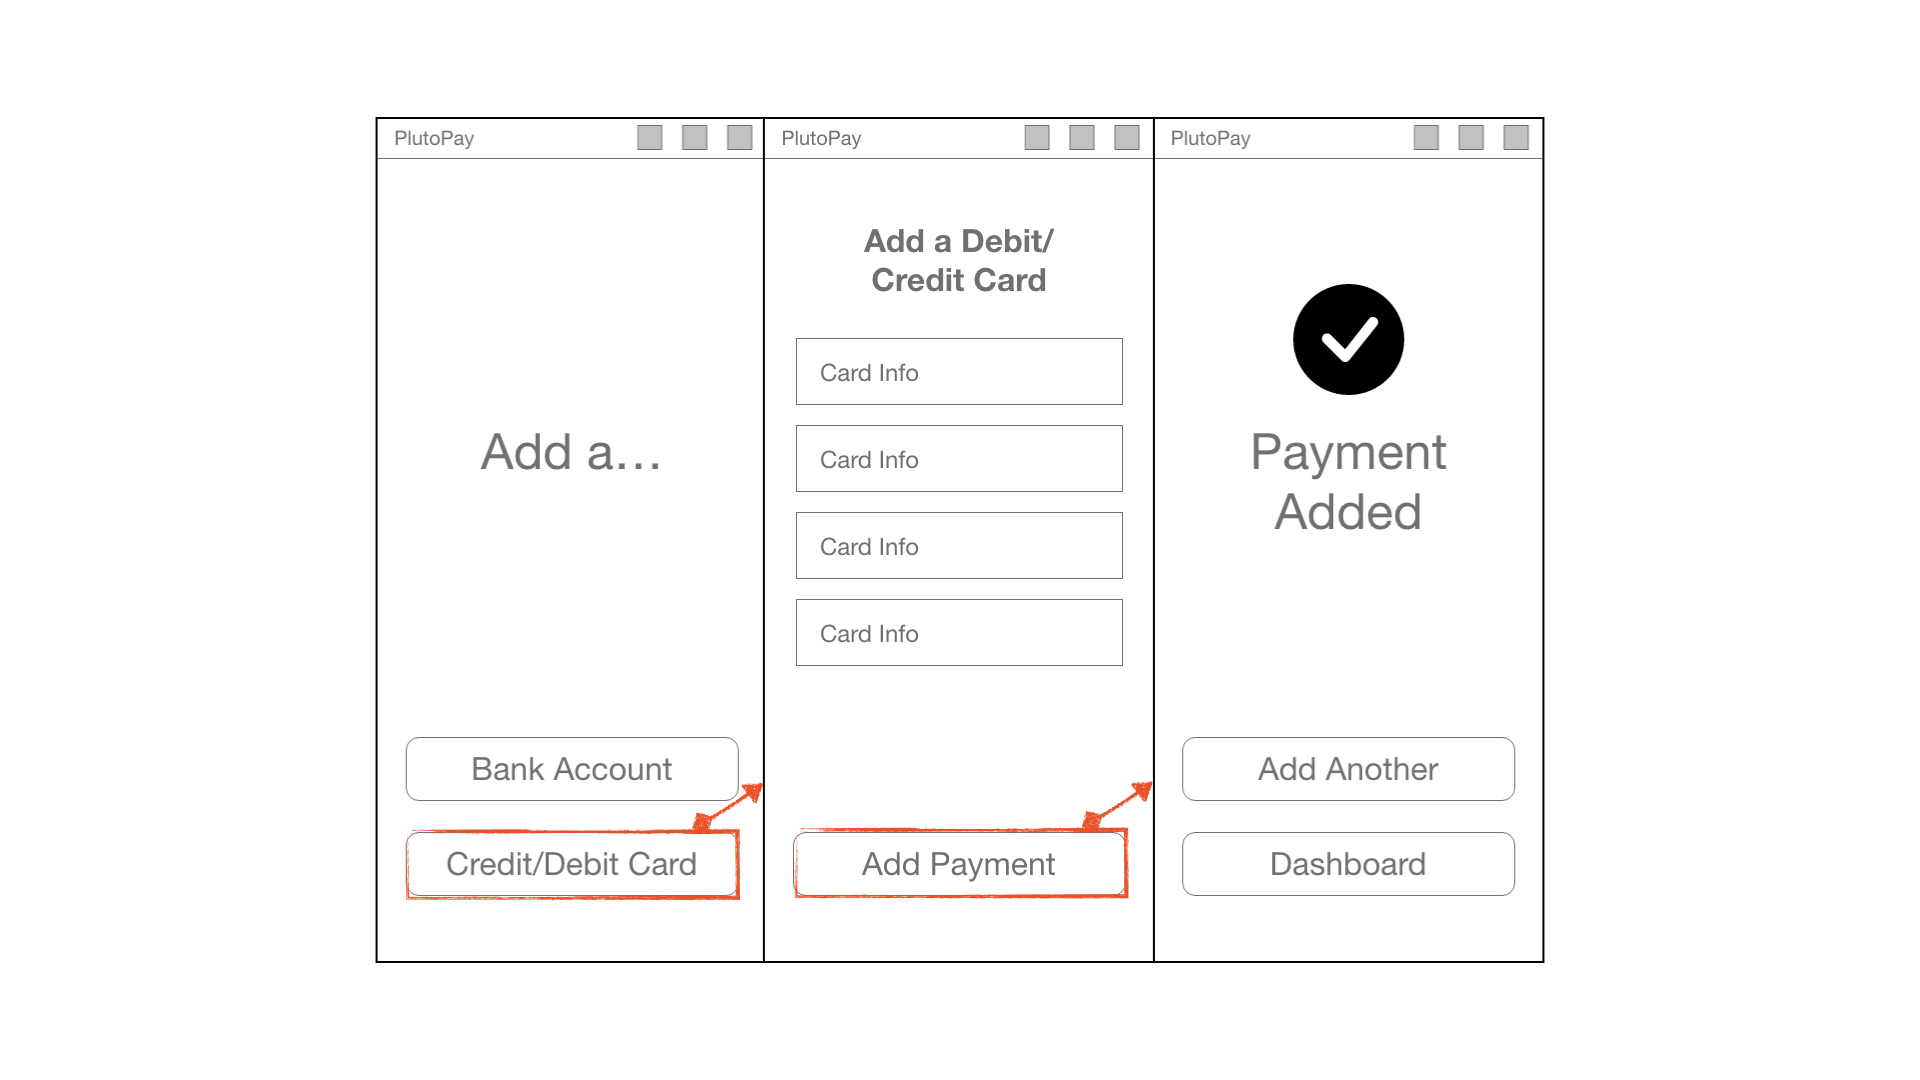 PlutoPay
Add a...
Bank Account
Credit/Debit Card
PlutoPay
Add a Debit/
Credit Card
Card Info
Card Info
Card Info
Card Info
Add Payment
PlutoPay
Payment
Added
Add Another
Dashboard